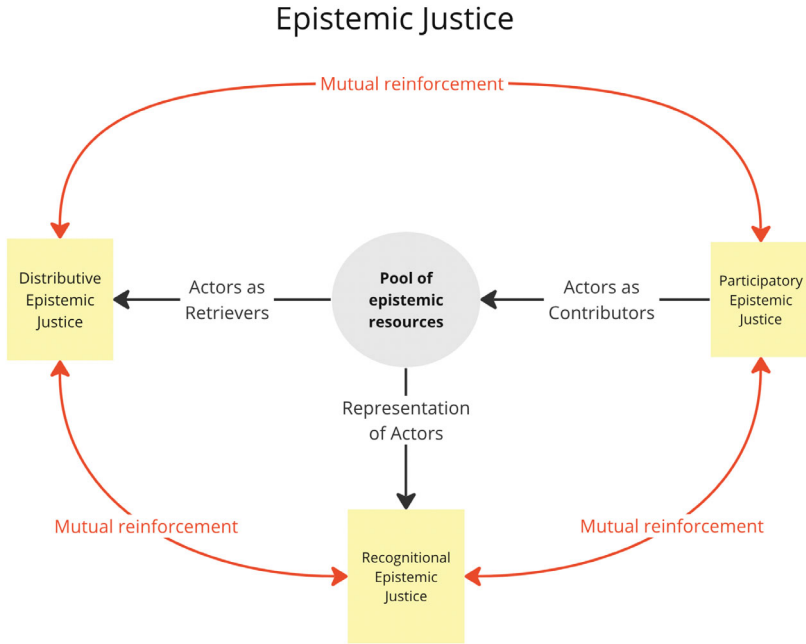 Epistemic Justice
Mutual reinforcement
Distributive
Epistemic
Justice
Actors as
Retrievers
Pool of
epistemic
resources
Actors as
Contributors
Participatory
Epistemic
Justice
Representation
of Actors
Mutual reinforcement
Mutual reinforcement
Recognitional
Epistemic
Justice